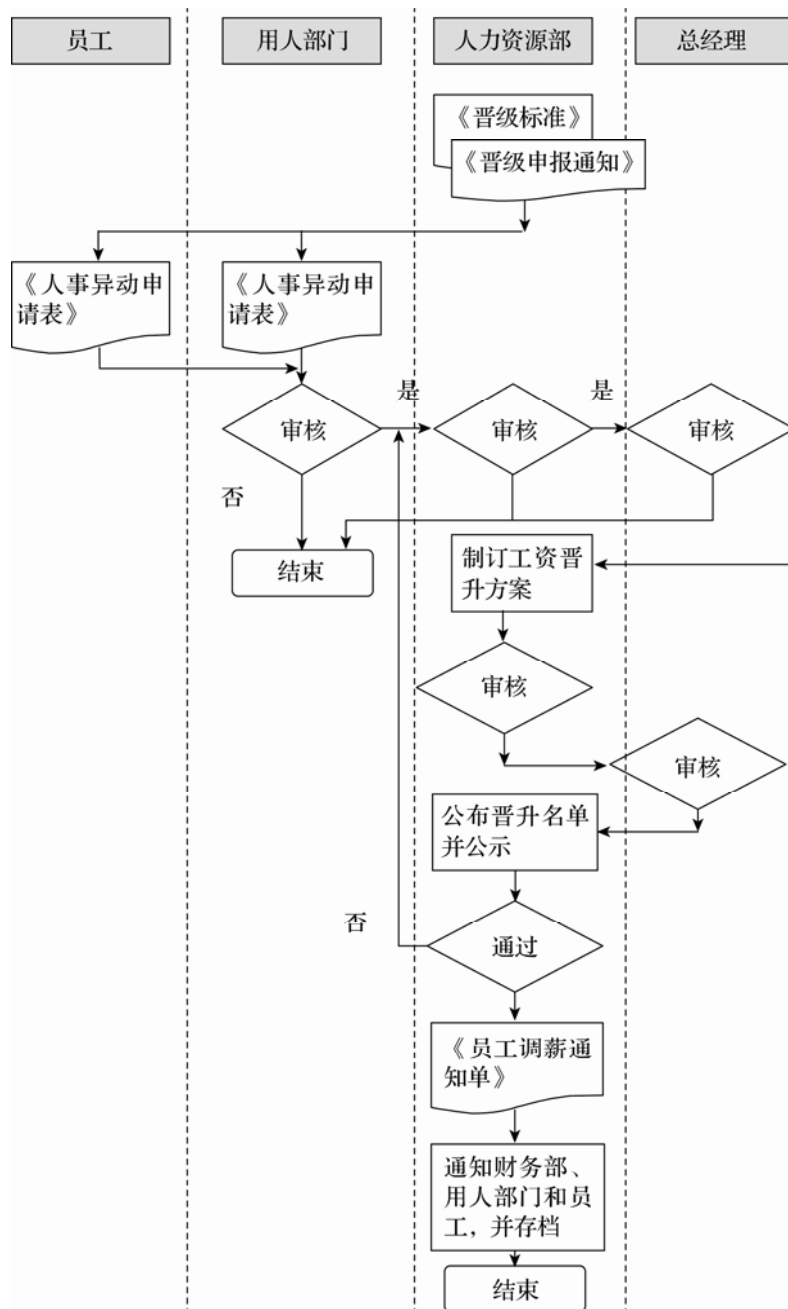 员工
用人部门
人力资源部
总经理
《晋级标准》
《晋级申报通知》
《人事异动申
请表》
《人事异动申
请表》
是
是
审核
审核
审核
否
结束
制订工资晋
升方案
审核
审核
公布晋升名单
并公示
否
通过
《员工调薪通
知单》
通知财务部、
用人部门和员
工，并存档
结束